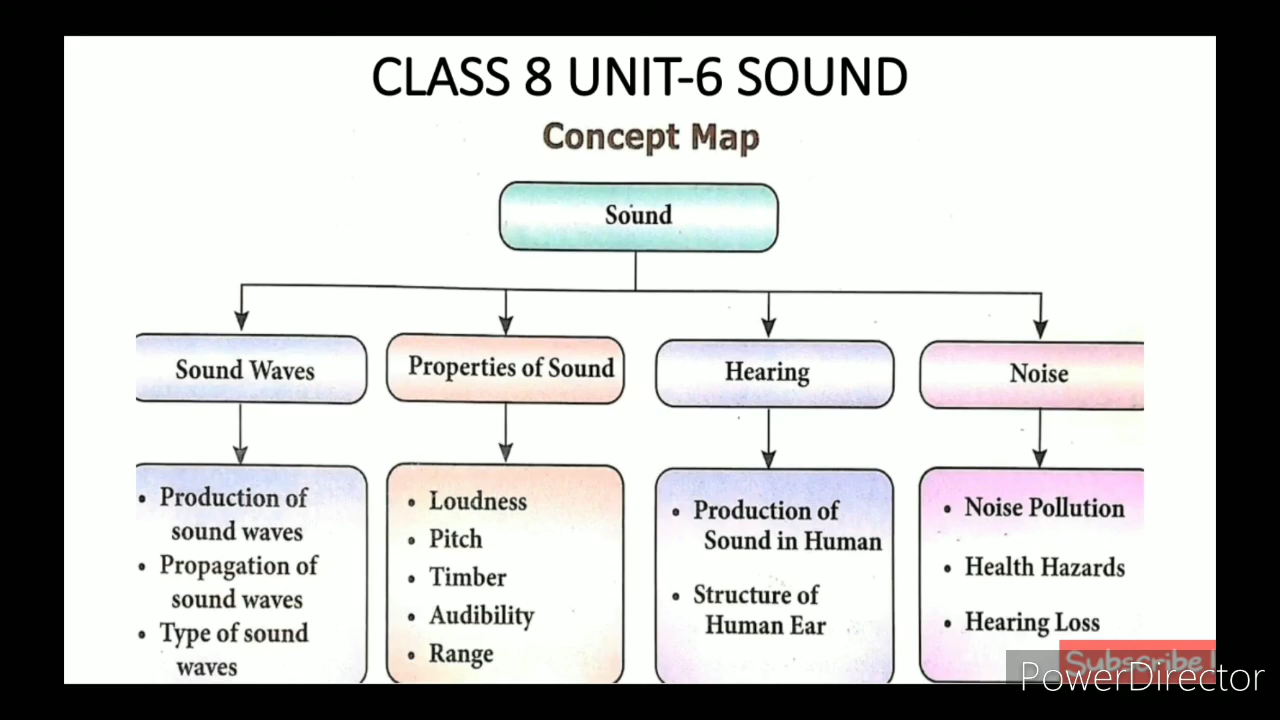 CLASS 8 UNIT-6 SOUND
Concept Map
Sound
Sound Waves
Properties of Sound
Hearing
Noise
• Production of
sound waves
• Propagation of
sound waves
• Type of sound
waves
• Loudness
• Pitch
• Timber
• Audibility
• Range
• Production of
Sound in Human
• Structure of
Human Ear
• Noise Pollution
• Health Hazards
• Hearing Loss
Subscribe !
PowerDirector